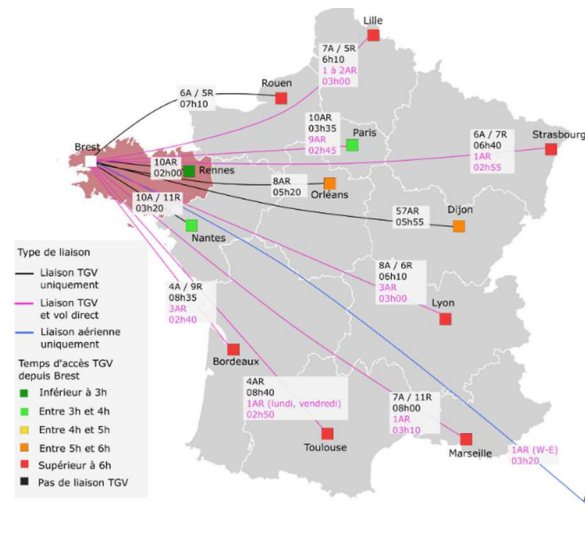 Lille
7A / 5R
6h10
1 à 2AR
03h00
Rouen
6A / 5R
07h10
10AR
03h35
9AR
02h45
Paris
6A / 7R
06h40
1AR
02h55
Strasbourg
Brest
10AR
02h00
Rennes
8AR
05h20
Orléans
10A / 11R
03h20
Nantes
57AR
05h55
Dijon
Type de liaison
Liaison TGV
uniquement
Liaison TGV
et vol direct
Liaison aérienne
uniquement
Temps d'accès TGV
depuis Brest
Inférieur à 3h
Entre 3h et 4h
Entre 4h et 5h
Entre 5h et 6h
Supérieur à 6h
Pas de liaison TGV
8A / 6R
06h10
3AR
03h00
Lyon
4A / 9R
08h35
3AR
02h40
Bordeaux
4AR
08h40
1AR (lundi, vendredi)
02h50
Toulouse
7A / 11R
08h00
1AR
03h10
Marseille
1AR (W-E)
03h20